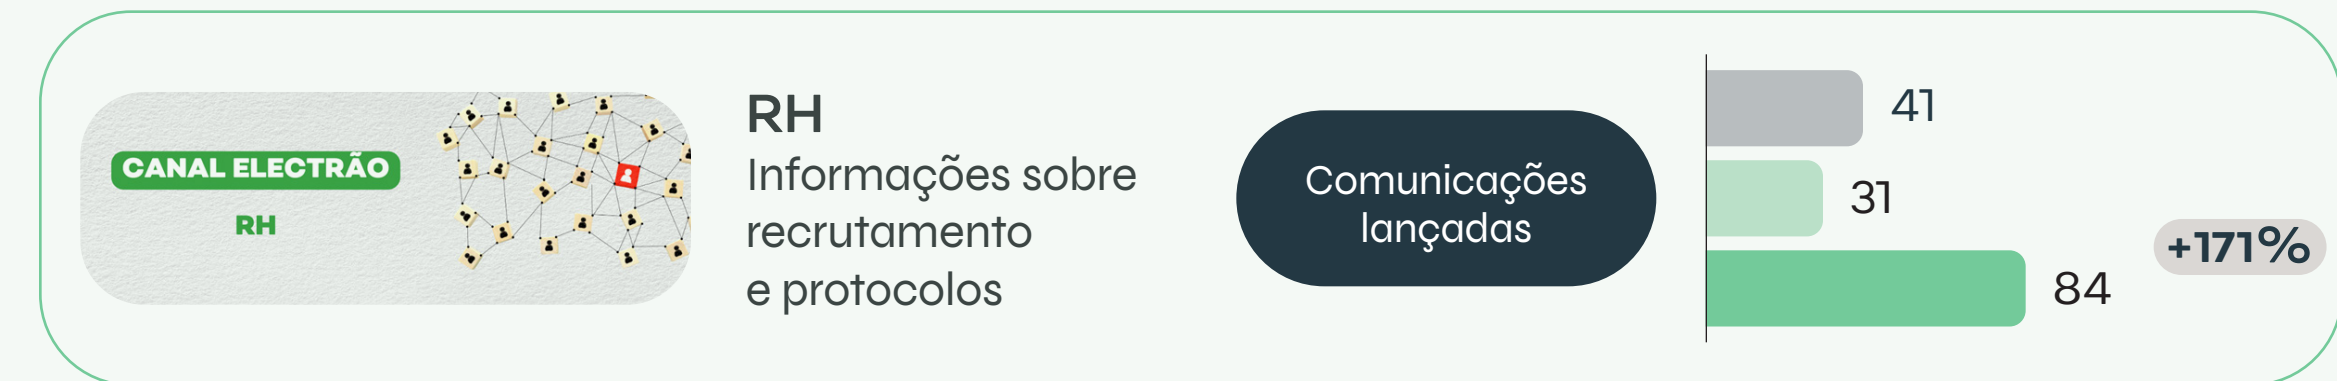 CANAL ELECTRÃO
RH
RH
Informações sobre
recrutamento
e protocolos
Comunicações
lançadas
41
31
84
+171%